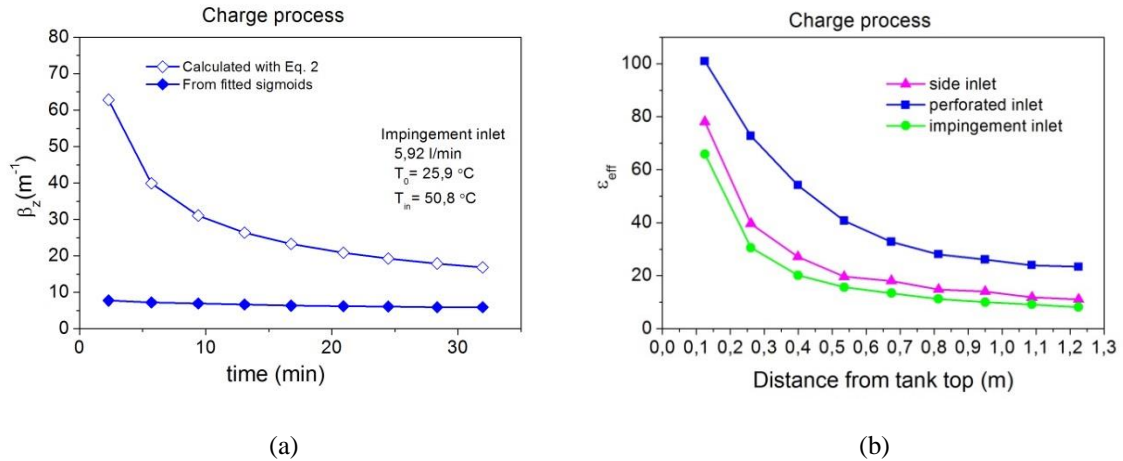 Charge process
80
70
60
50
40
30
20
10
0
β_z(m⁻¹)
Calculated with Eq. 2
From fitted sigmoids
Impingement inlet
5,92 l/min
T₀= 25,9 °C
T_in= 50,8 °C
0 10 20 30
time (min)
(a)
Charge process
100
80
60
40
20
0
ε_eff
side inlet
perforated inlet
impingement inlet
0,0 0,1 0,2 0,3 0,4 0,5 0,6 0,7 0,8 0,9 1,0 1,1 1,2 1,3
Distance from tank top (m)
(b)